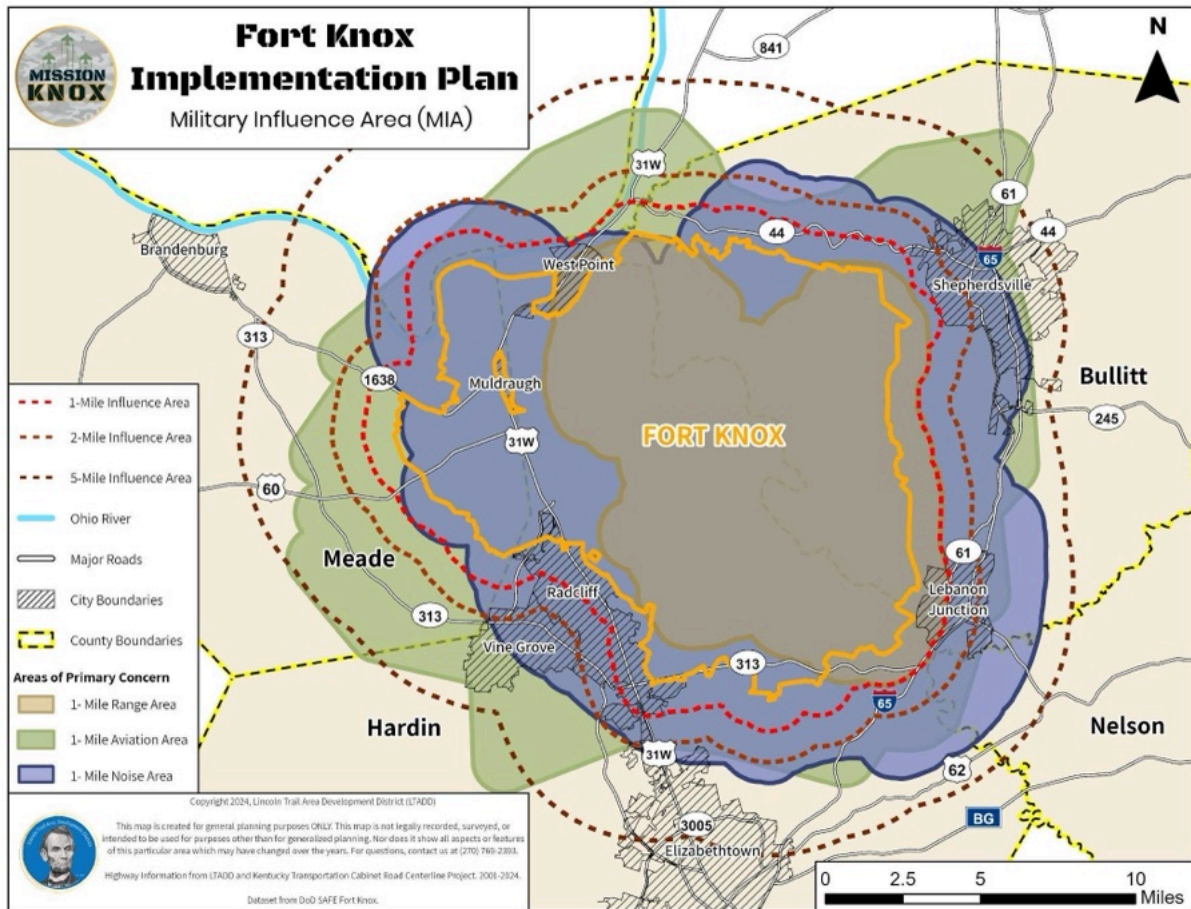 MISSION
KNOX
Fort Knox
Implementation Plan
Military Influence Area (MIA)
N
841
31W
61
44
44
65
Brandenburg
West Point
Shepherdsville
313
1638
Muldraugh
Bullitt
245
31W
FORT KNOX
60
Meade
61
Radcliff
Lebanon
Junction
313
Vine Grove
313
65
Hardin
Nelson
31W
62
BG
3005
Elizabethtown
1-Mile Influence Area
2-Mile Influence Area
5-Mile Influence Area
Ohio River
Major Roads
City Boundaries
County Boundaries
Areas of Primary Concern
1- Mile Range Area
1- Mile Aviation Area
1- Mile Noise Area
Copyright 2024, Lincoln Trail Area Development District (LTADD)
This map is created for general planning purposes ONLY. This map is not legally recorded, surveyed, or
intended to be used for purposes other than for generalized planning. Nor does it show all aspects or features
of this particular area which may have changed over the years. For questions, contact us at (270) 769-2393.
Highway Information from LTADD and Kentucky Transportation Cabinet Road Centerline Project. 2001-2024.
Dataset from DoD SAFE Fort Knox.
0 2.5 5 10
Miles